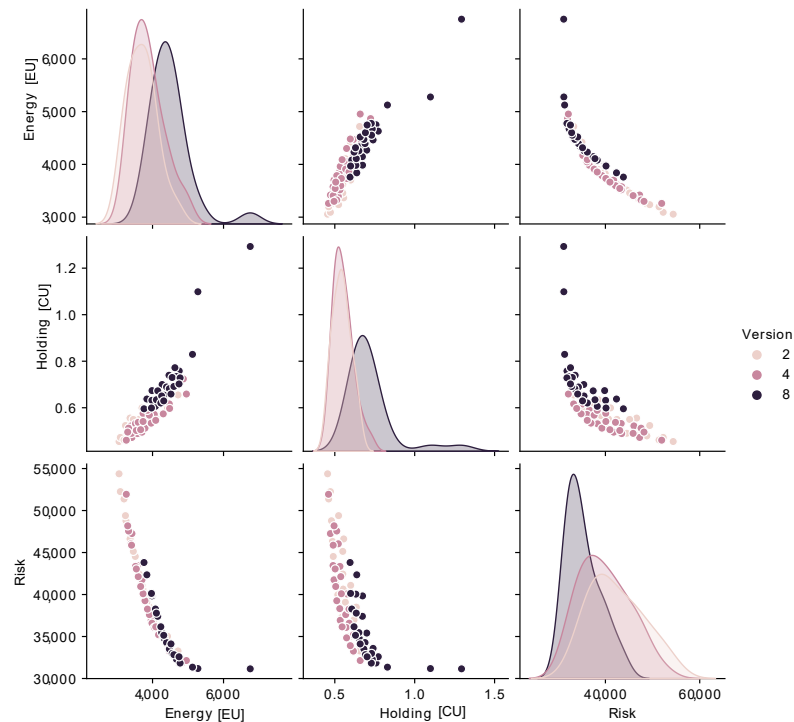 Energy [EU]
6,000
5,000
4,000
3,000
Holding [CU]
1.2
1.0
0.8
0.6
Version
2
4
8
Risk
55,000
50,000
45,000
40,000
35,000
30,000
4,000 6,000
Energy [EU]
0.5 1.0 1.5
Holding [CU]
40,000 60,000
Risk